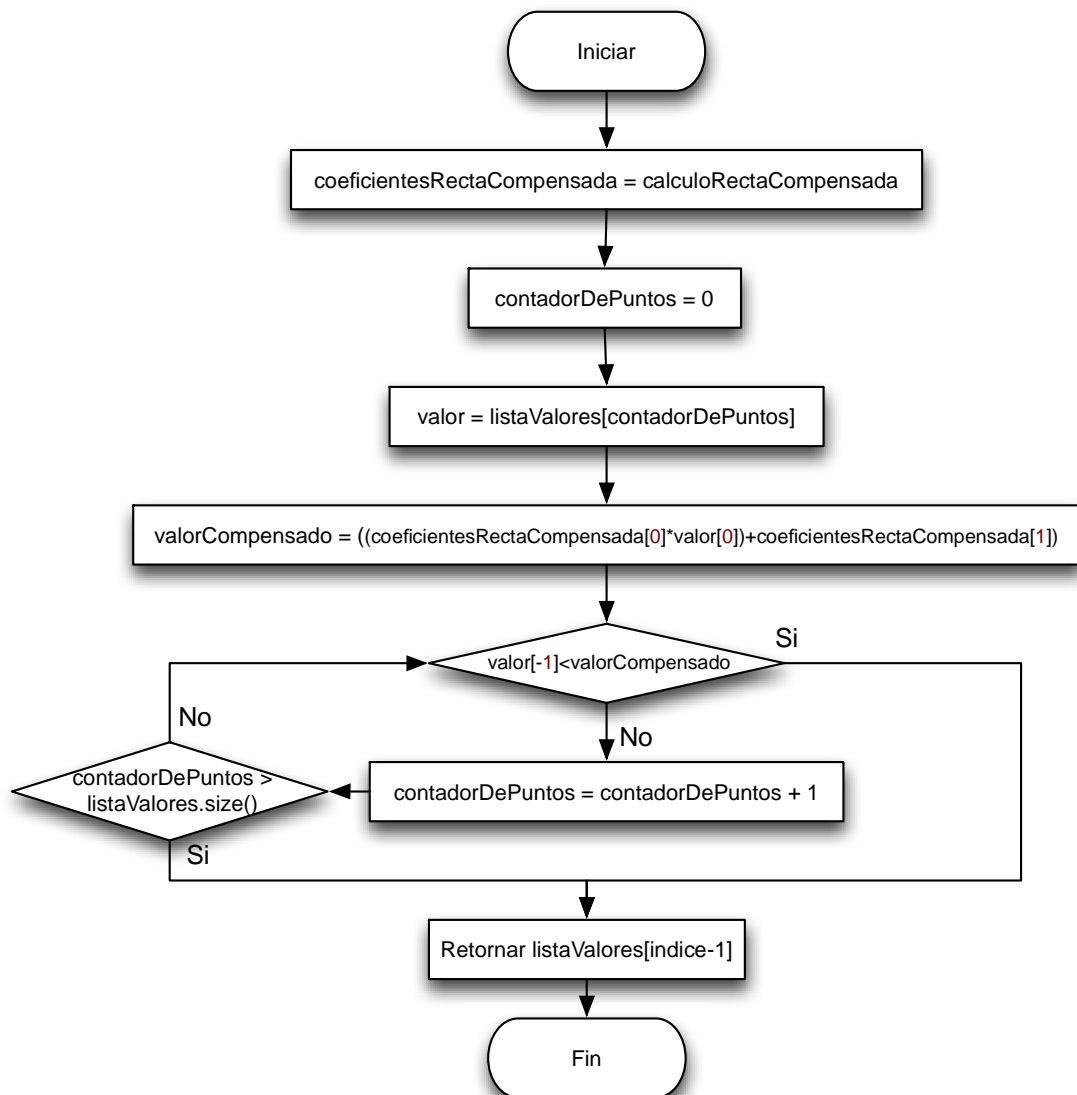 Iniciar
coeficientesRectaCompensada = calculoRectaCompensada
contadorDePuntos = 0
valor = listaValores[contadorDePuntos]
valorCompensado = ((coeficientesRectaCompensada[0]*valor[0])+coeficientesRectaCompensada[1])
Si
valor[-1]<valorCompensado
No
No
contadorDePuntos >
listaValores.size()
contadorDePuntos = contadorDePuntos + 1
Si
Retornar listaValores[indice-1]
Fin